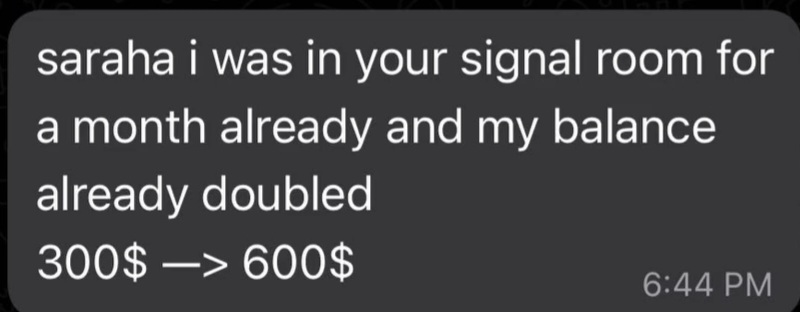 saraha i was in your signal room for
a month already and my balance
already doubled
300$ —> 600$
6:44 PM